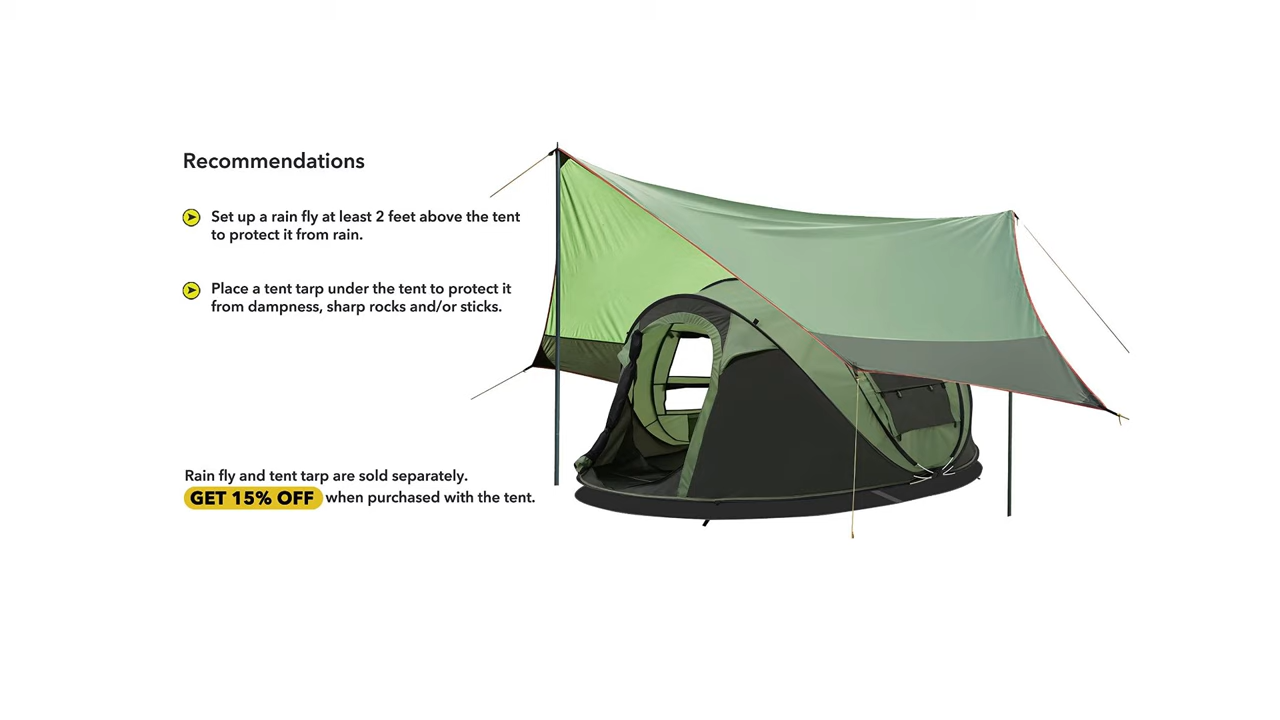 Recommendations
Set up a rain fly at least 2 feet above the tent
to protect it from rain.
Place a tent tarp under the tent to protect it
from dampness, sharp rocks and/or sticks.
Rain fly and tent tarp are sold separately.
GET 15% OFF when purchased with the tent.